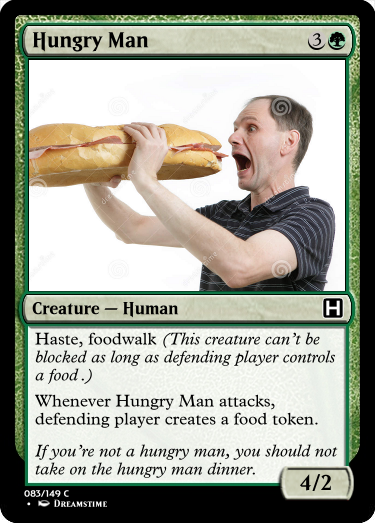 Hungry Man
3
Creature — Human
H
Haste, foodwalk (This creature can't be
blocked as long as defending player controls
a food .)
Whenever Hungry Man attacks,
defending player creates a food token.
If you're not a hungry man, you should not
take on the hungry man dinner.
4/2
083/149 C
• Dreamstime